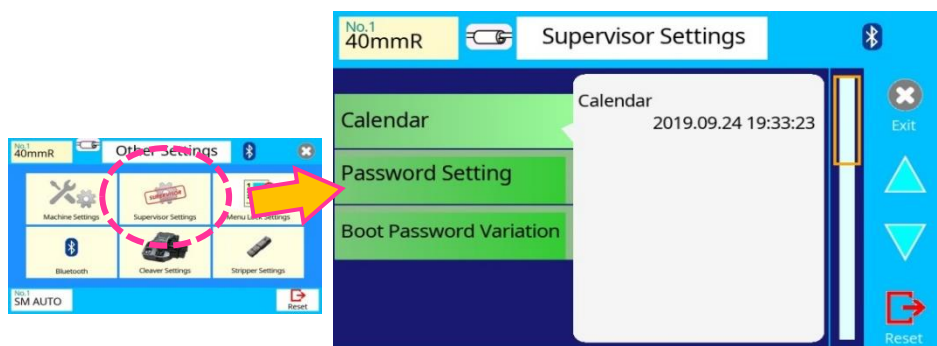 No.1
40mmR
Other Settings
Machine Settings
Supervisor Settings
Menu Lock Settings
Bluetooth
Cleaver Settings
Stripper Settings
No.1
SM AUTO
Reset
No.1
40mmR
Supervisor Settings
Calendar
Password Setting
Boot Password Variation
Calendar
2019.09.24 19:33:23
Exit
Reset